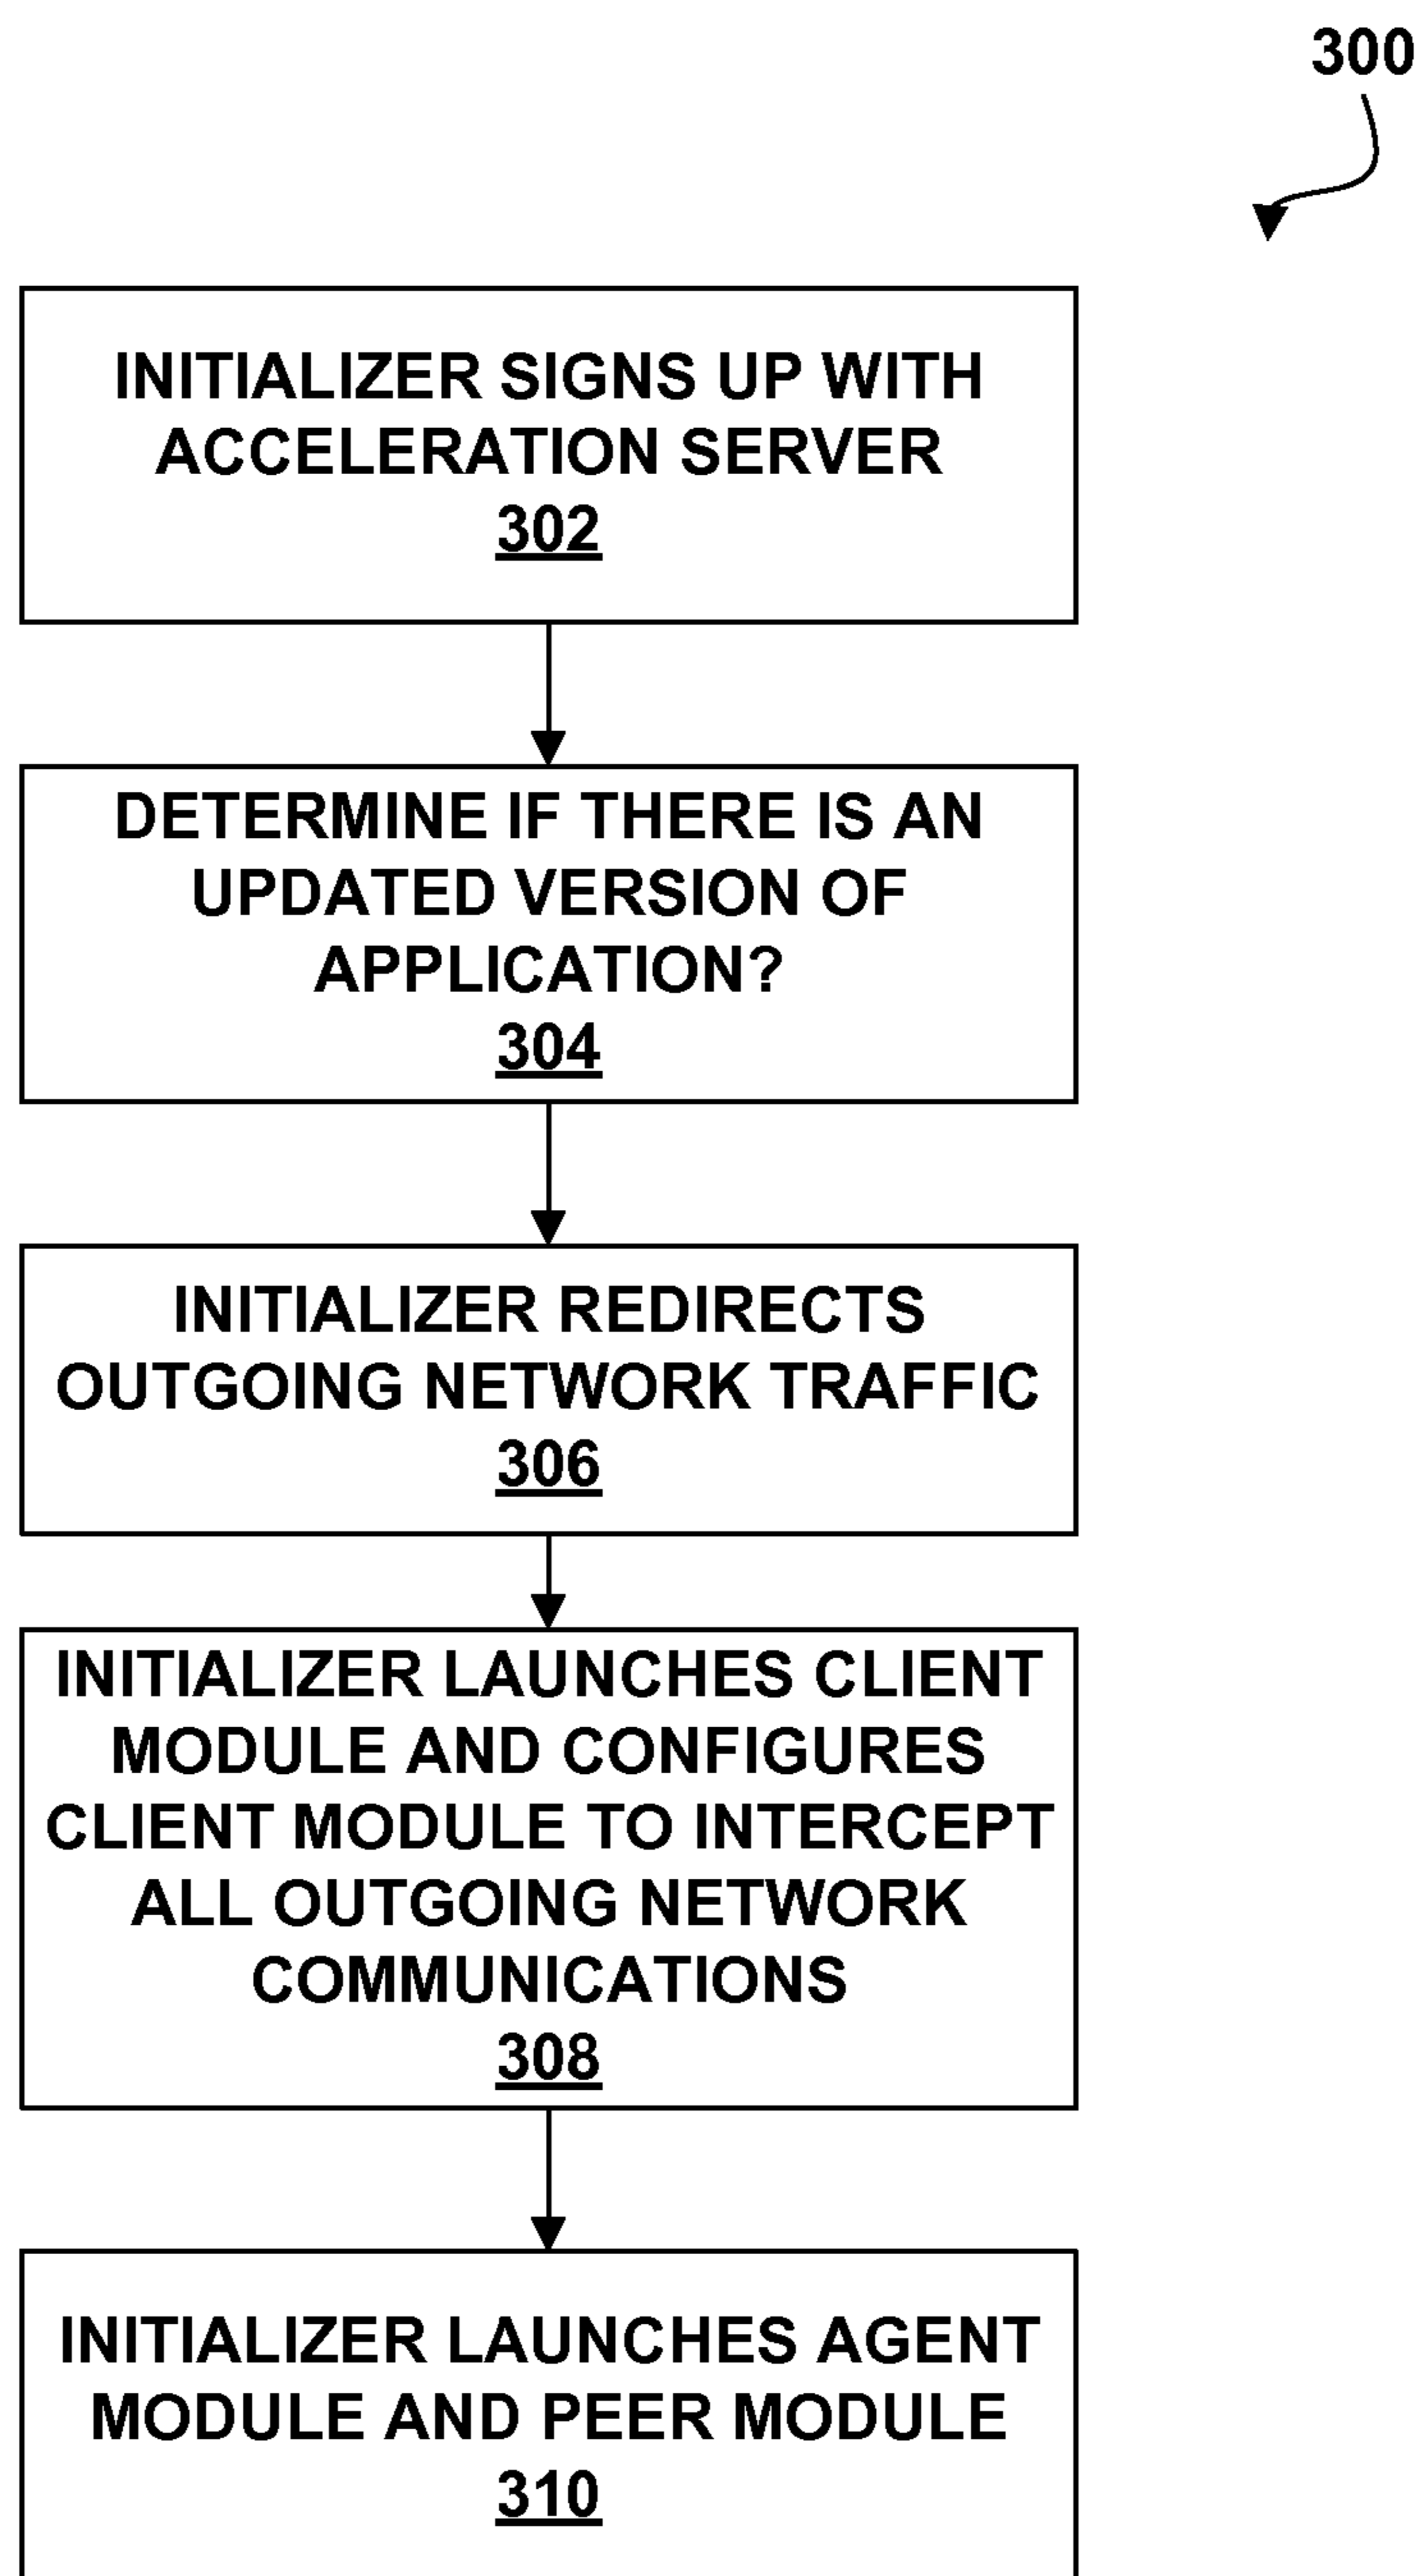 300
INITIALIZER SIGNS UP WITH
ACCELERATION SERVER
302
DETERMINE IF THERE IS AN
UPDATED VERSION OF
APPLICATION?
304
INITIALIZER REDIRECTS
OUTGOING NETWORK TRAFFIC
306
INITIALIZER LAUNCHES CLIENT
MODULE AND CONFIGURES
CLIENT MODULE TO INTERCEPT
ALL OUTGOING NETWORK
COMMUNICATIONS
308
INITIALIZER LAUNCHES AGENT
MODULE AND PEER MODULE
310